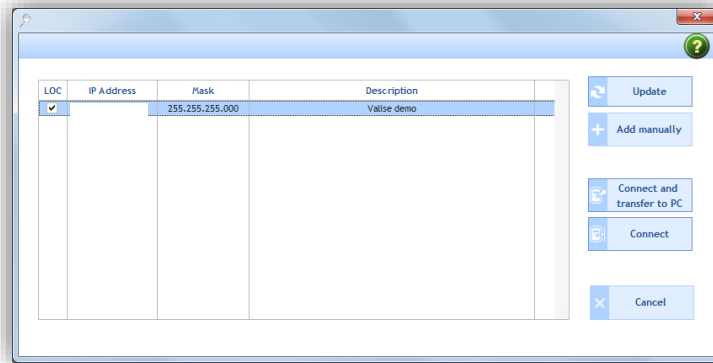 x
?
LOC IP Address Mask Description
255.255.255.000 Valise demo
Update
Add manually
Connect and
transfer to PC
Connect
Cancel